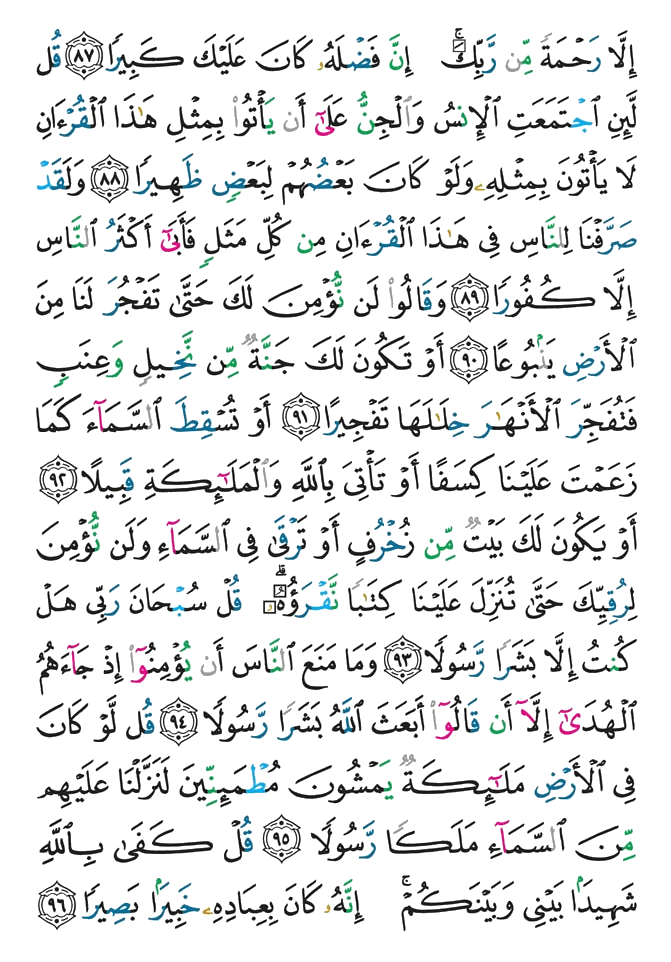 إِلَّا رَحْمَةً مِّن رَّبِّكَ ۚ إِنَّ فَضْلَهُۥ كَانَ عَلَيْكَ كَبِيرًا ٨٧ قُل
لَّئِنِ ٱجْتَمَعَتِ ٱلْإِنسُ وَٱلْجِنُّ عَلَىٰٓ أَن يَأْتُوا۟ بِمِثْلِ هَـٰذَا ٱلْقُرْءَانِ
لَا يَأْتُونَ بِمِثْلِهِۦ وَلَوْ كَانَ بَعْضُهُمْ لِبَعْضٍ ظَهِيرًا ٨٨ وَلَقَدْ
صَرَّفْنَا لِلنَّاسِ فِى هَـٰذَا ٱلْقُرْءَانِ مِن كُلِّ مَثَلٍ فَأَبَىٰٓ أَكْثَرُ ٱلنَّاسِ
إِلَّا كُفُورًا ٨٩ وَقَالُوا۟ لَن نُّؤْمِنَ لَكَ حَتَّىٰ تَفْجُرَ لَنَا مِنَ
ٱلْأَرْضِ يَنۢبُوعًا ٩٠ أَوْ تَكُونَ لَكَ جَنَّةٌ مِّن نَّخِيلٍ وَعِنَبٍ
فَتُفَجِّرَ ٱلْأَنْهَـٰرَ خِلَـٰلَهَا تَفْجِيرًا ٩١ أَوْ تُسْقِطَ ٱلسَّمَآءَ كَمَا
زَعَمْتَ عَلَيْنَا كِسَفًا أَوْ تَأْتِىَ بِٱللَّهِ وَٱلْمَلَـٰٓئِكَةِ قَبِيلًا ٩٢
أَوْ يَكُونَ لَكَ بَيْتٌ مِّن زُخْرُفٍ أَوْ تَرْقَىٰ فِى ٱلسَّمَآءِ وَلَن نُّؤْمِنَ
لِرُقِيِّكَ حَتَّىٰ تُنَزِّلَ عَلَيْنَا كِتَـٰبًا نَّقْرَؤُهُۥ ۗ قُلْ سُبْحَانَ رَبِّى هَلْ
كُنتُ إِلَّا بَشَرًا رَّسُولًا ٩٣ وَمَا مَنَعَ ٱلنَّاسَ أَن يُؤْمِنُوٓا۟ إِذْ جَآءَهُمُ
ٱلْهُدَىٰٓ إِلَّآ أَن قَالُوٓا۟ أَبَعَثَ ٱللَّهُ بَشَرًا رَّسُولًا ٩٤ قُل لَّوْ كَانَ
فِى ٱلْأَرْضِ مَلَـٰٓئِكَةٌ يَمْشُونَ مُطْمَئِنِّينَ لَنَزَّلْنَا عَلَيْهِم
مِّنَ ٱلسَّمَآءِ مَلَكًا رَّسُولًا ٩٥ قُلْ كَفَىٰ بِٱللَّهِ
شَهِيدًۢا بَيْنِى وَبَيْنَكُمْ ۚ إِنَّهُۥ كَانَ بِعِبَادِهِۦ خَبِيرًۢا بَصِيرًا ٩٦